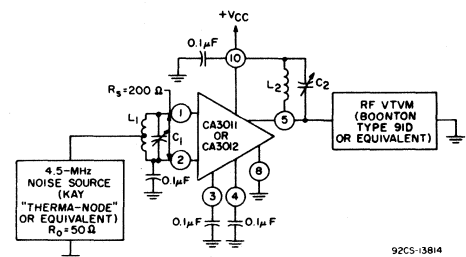 +VCC
0.1µF
10
RS=200 Ω
L2
C2
L1
C1
1
2
CA3011
OR
CA3012
5
8
3
4
RF VTVM
(BOONTON
TYPE 91D
OR EQUIVALENT)
0.1µF
0.1µF
0.1µF
4.5-MHz
NOISE SOURCE
(KAY
"THERMA-NODE"
OR EQUIVALENT)
Ro=50Ω
92CS-13814